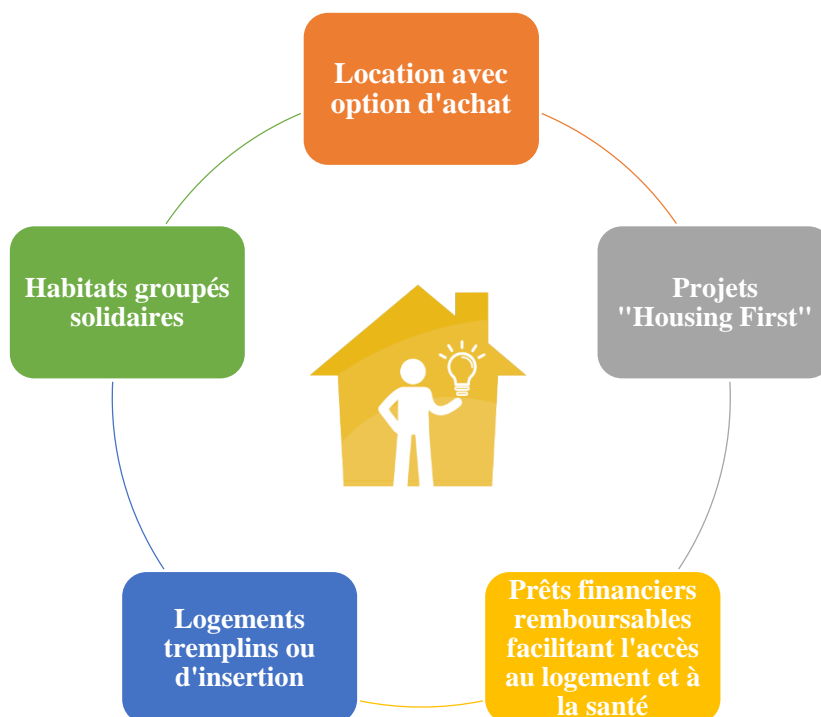 Location avec
option d'achat
Projets
"Housing First"
Prêts financiers
remboursables
facilitant l'accès
au logement et à
la santé
Logements
tremplins ou
d'insertion
Habitats groupés
solidaires